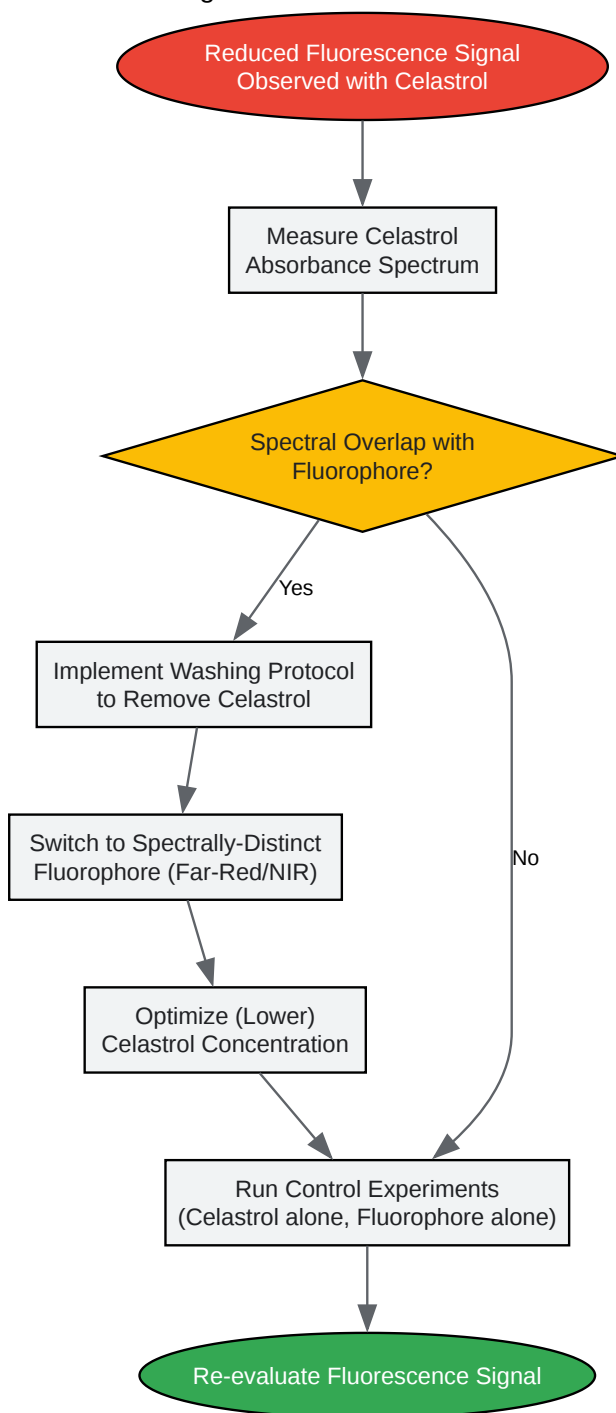 Reduced Fluorescence Signal
Observed with Celastrol
Measure Celastrol
Absorbance Spectrum
Spectral Overlap with
Fluorophore?
Yes
Implement Washing Protocol
to Remove Celastrol
Switch to Spectrally-Distinct
Fluorophore (Far-Red/NIR)
No
Optimize (Lower)
Celastrol Concentration
Run Control Experiments
(Celastrol alone, Fluorophore alone)
Re-evaluate Fluorescence Signal